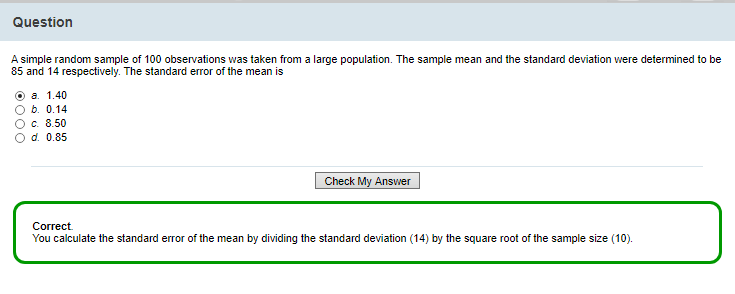 Question
A simple random sample of 100 observations was taken from a large population. The sample mean and the standard deviation were determined to be
85 and 14 respectively. The standard error of the mean is
a. 1.40
b. 0.14
c. 8.50
d. 0.85
Check My Answer
Correct.
You calculate the standard error of the mean by dividing the standard deviation (14) by the square root of the sample size (10).